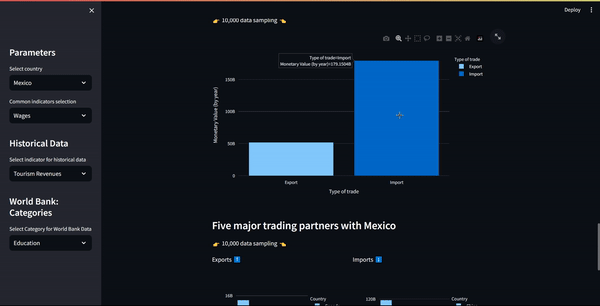 Deploy
Parameters
Select country
Mexico
Common indicators selection
Wages
Historical Data
Select indicator for historical data
Tourism Revenues
World Bank:
Categories
Select Category for World Bank Data
Education
10,000 data sampling
Type of trade=Import
Monetary Value (by year)=179.1504B
Type of trade
Export
Import
Monetary Value (by year)
150B
100B
50B
0
Export
Import
Type of trade
Five major trading partners with Mexico
10,000 data sampling
Exports
Imports
16B
Country
120B
Country